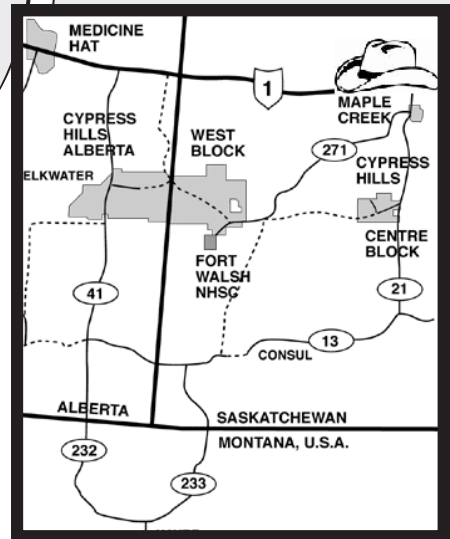 MEDICINE
HAT
1
MAPLE
CREEK
CYPRESS
HILLS
ALBERTA
WEST
BLOCK
271
CYPRESS
HILLS
ELKWATER
CENTRE
BLOCK
FORT
WALSH
NHSC
41
21
13
CONSUL
ALBERTA
SASKATCHEWAN
MONTANA, U.S.A.
232
233